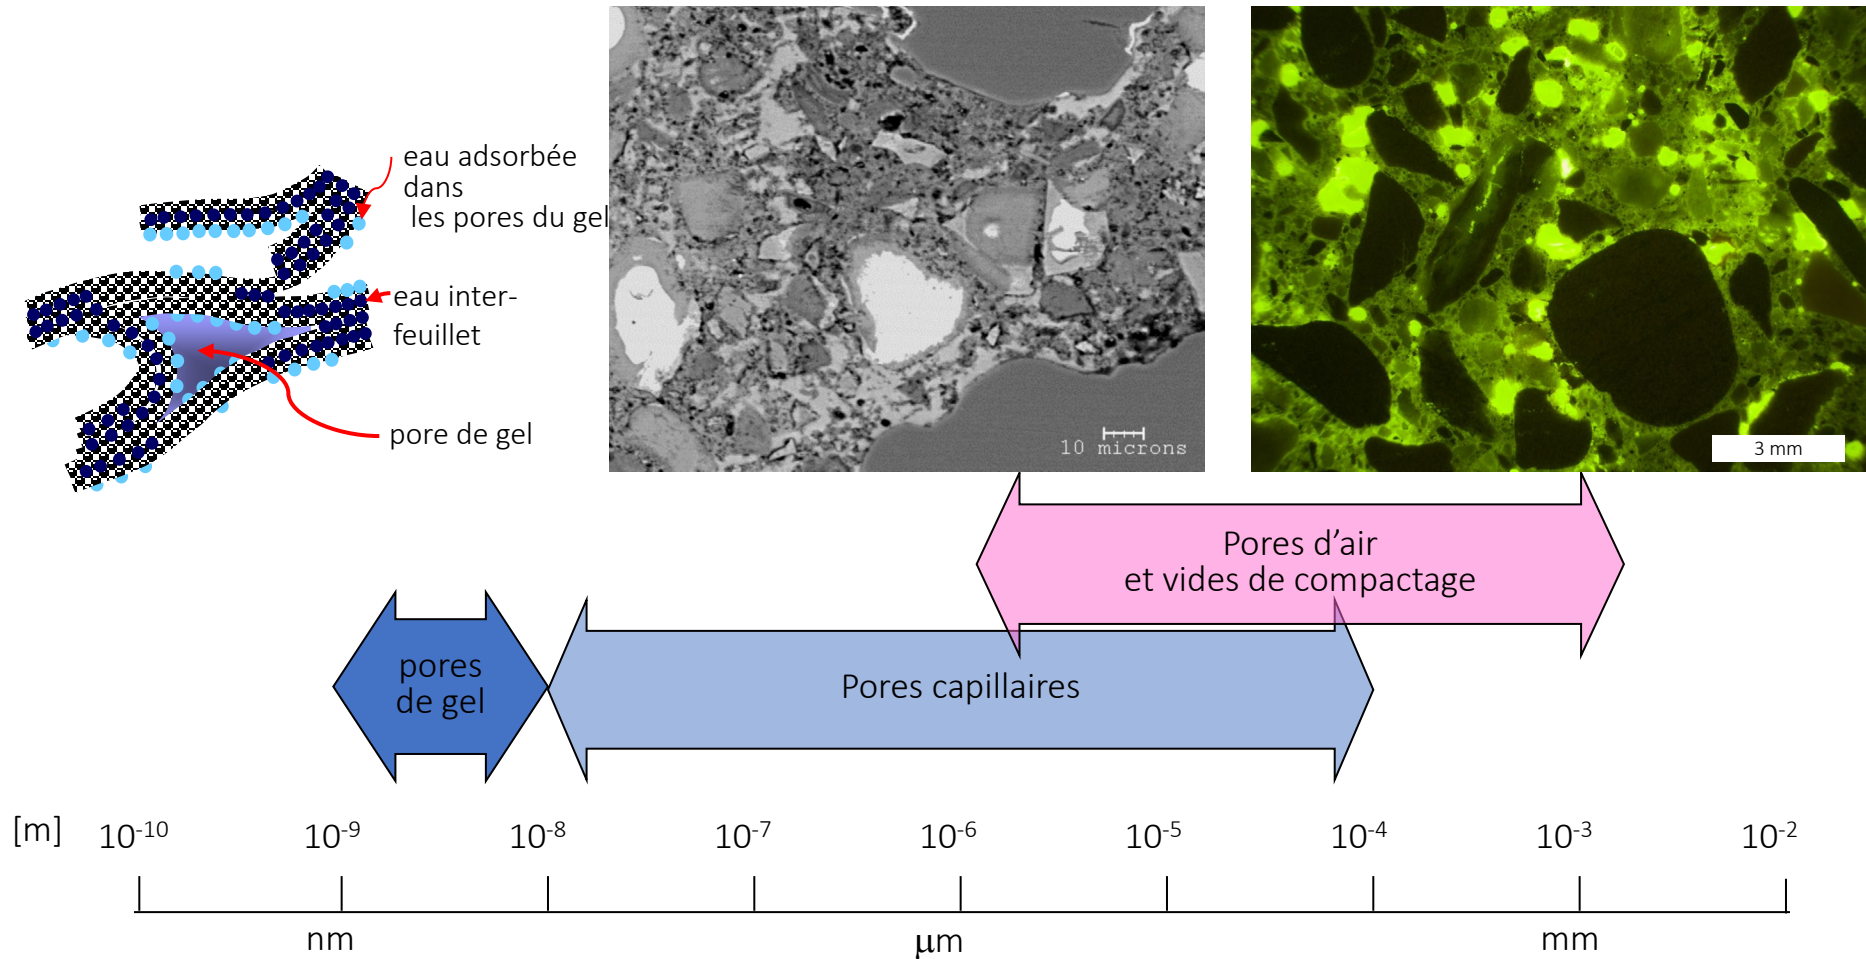 eau adsorbée
dans
les pores du gel
eau inter-
feuillet
pore de gel
10 microns
3 mm
Pores d’air
et vides de compactage
pores
de gel
Pores capillaires
[m]
10-10
10-9
10-8
10-7
10-6
10-5
10-4
10-3
10-2
nm
μm
mm